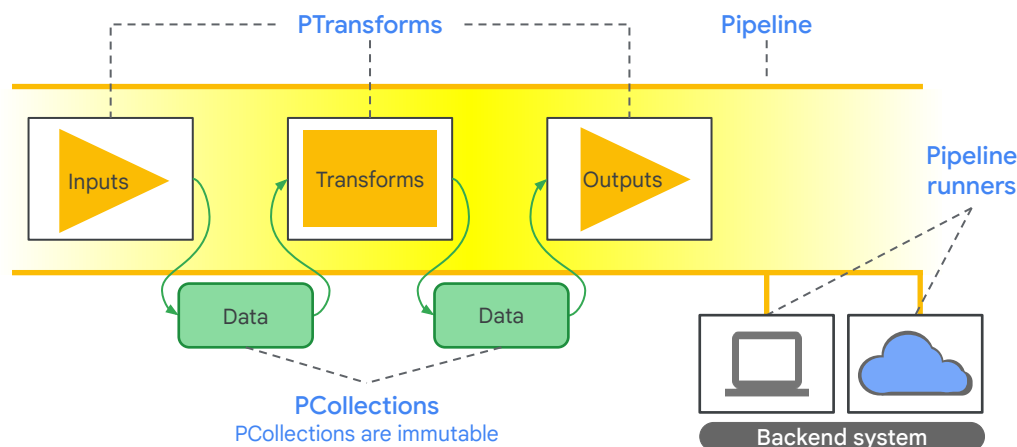 PTransforms
Pipeline
Inputs
Transforms
Outputs
Pipeline
runners
Data
Data
PCollections
PCollections are immutable
Backend system